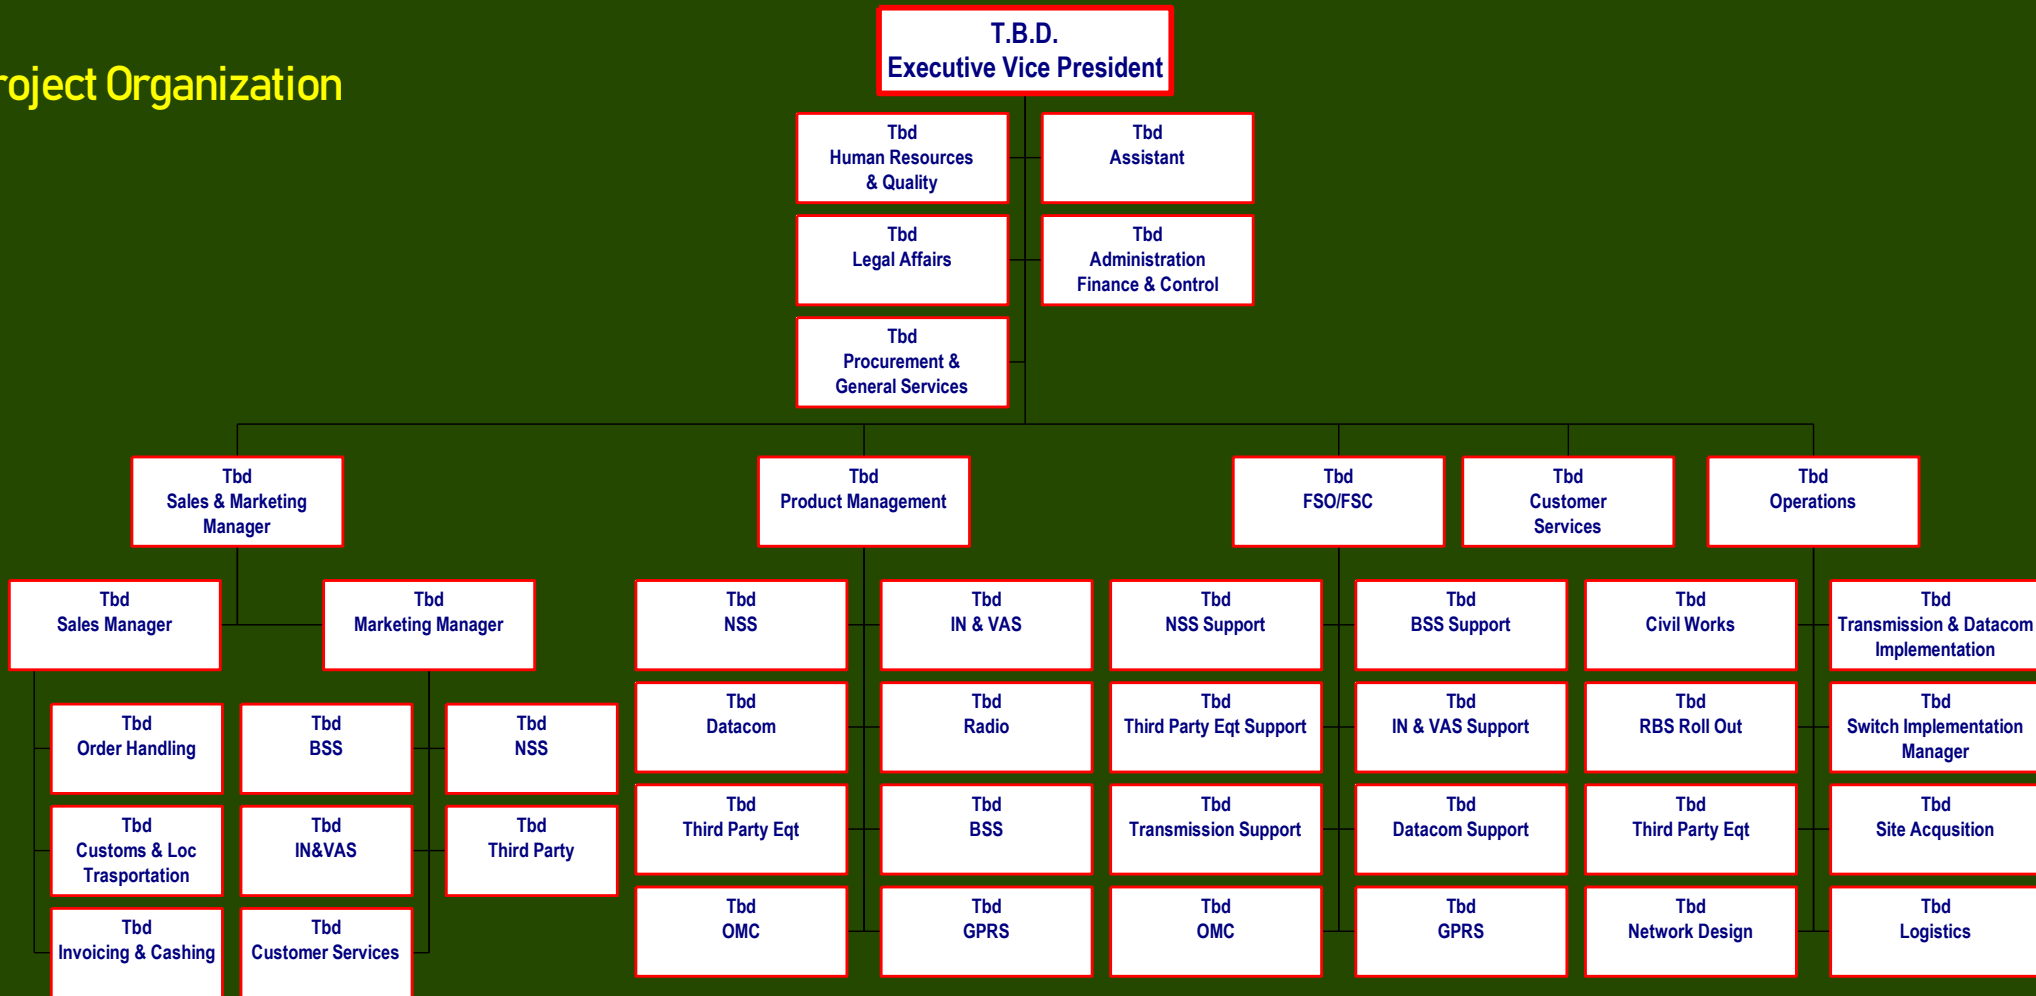 roject Organization
T.B.D.
Executive Vice President
Tbd
Human Resources
& Quality
Tbd
Assistant
Tbd
Legal Affairs
Tbd
Administration
Finance & Control
Tbd
Procurement &
General Services
Tbd
Sales & Marketing
Manager
Tbd
Product Management
Tbd
FSO/FSC
Tbd
Customer
Services
Tbd
Operations
Tbd
Sales Manager
Tbd
Marketing Manager
Tbd
NSS
Tbd
IN & VAS
Tbd
NSS Support
Tbd
BSS Support
Tbd
Civil Works
Tbd
Transmission & Datacom
Implementation
Tbd
Order Handling
Tbd
BSS
Tbd
NSS
Tbd
Datacom
Tbd
Radio
Tbd
Third Party Eqt Support
Tbd
IN & VAS Support
Tbd
RBS Roll Out
Tbd
Switch Implementation
Manager
Tbd
Customs & Loc
Trasportation
Tbd
IN&VAS
Tbd
Third Party
Tbd
Third Party Eqt
Tbd
BSS
Tbd
Transmission Support
Tbd
Datacom Support
Tbd
Third Party Eqt
Tbd
Site Acqusition
Tbd
Invoicing & Cashing
Tbd
Customer Services
Tbd
OMC
Tbd
GPRS
Tbd
OMC
Tbd
GPRS
Tbd
Network Design
Tbd
Logistics